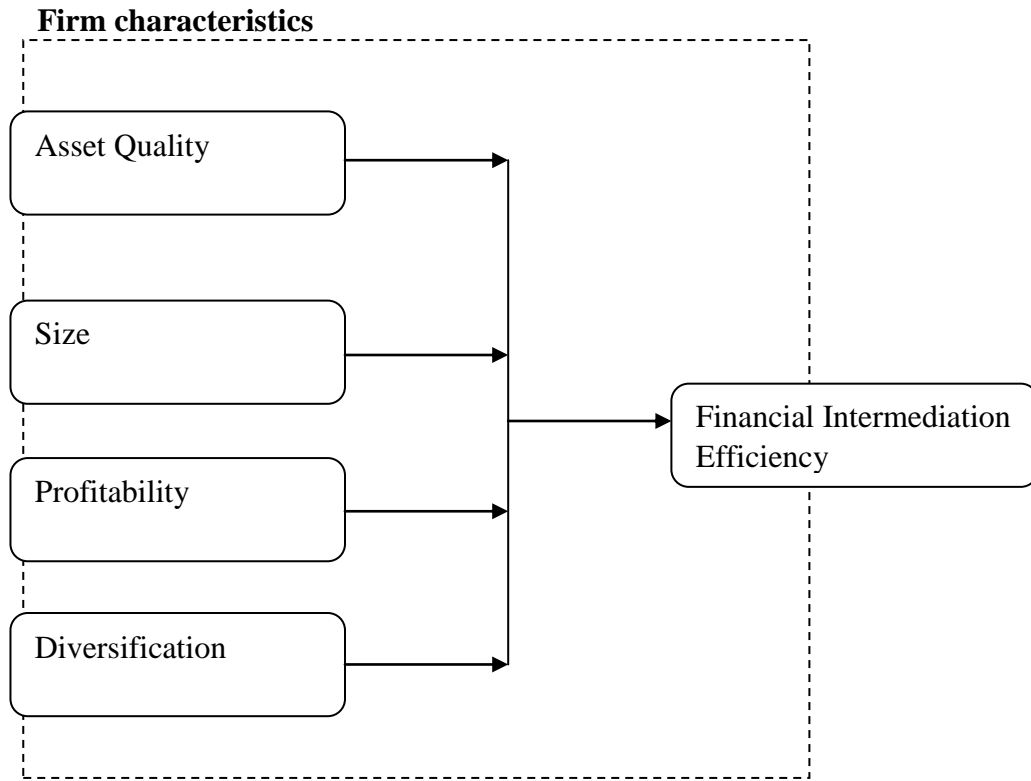 Firm characteristics
Asset Quality
Size
Profitability
Diversification
Financial Intermediation
Efficiency